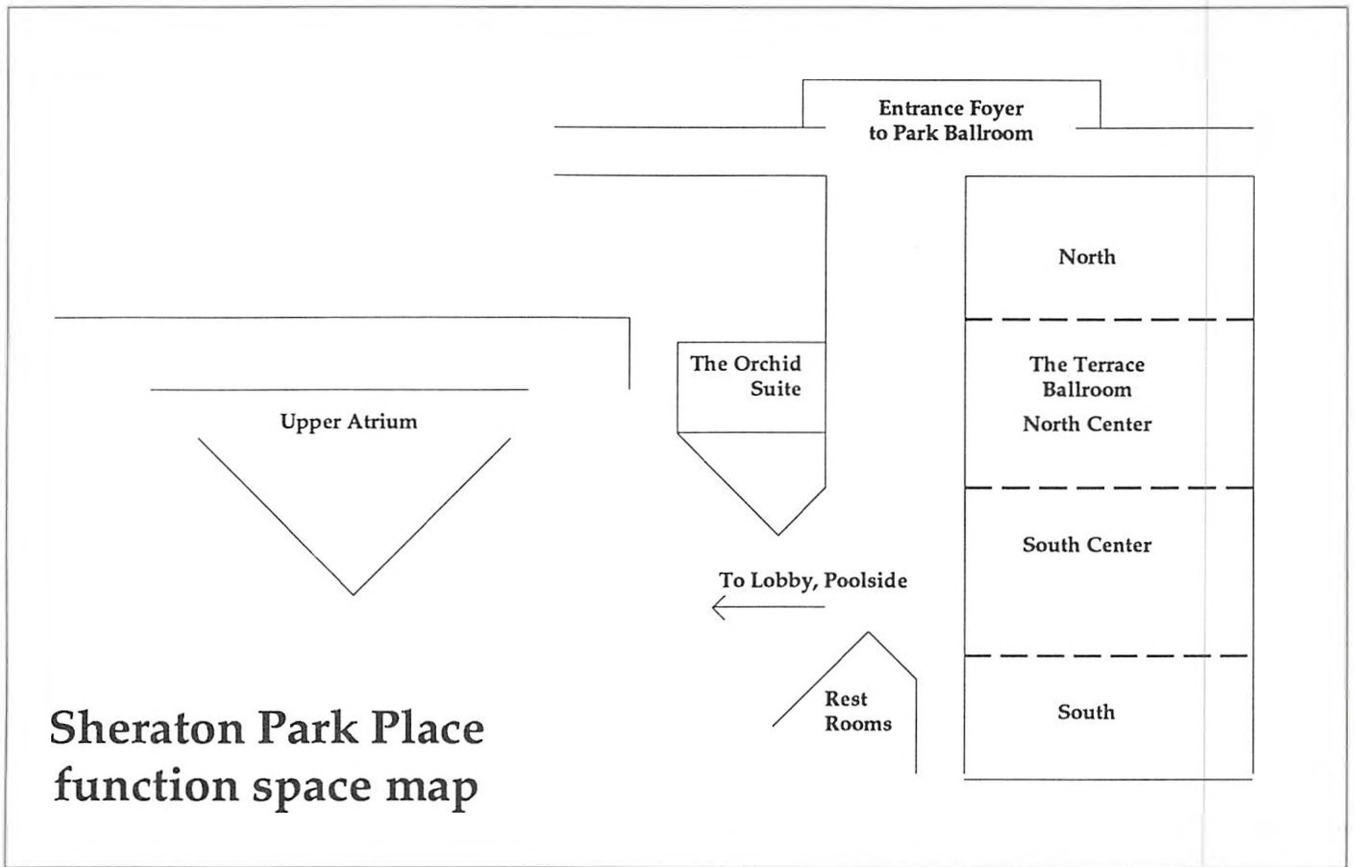 Entrance Foyer
to Park Ballroom
North
The Orchid
Suite
The Terrace
Ballroom
North Center
Upper Atrium
South Center
To Lobby, Poolside
Rest
Rooms
South
Sheraton Park Place
function space map